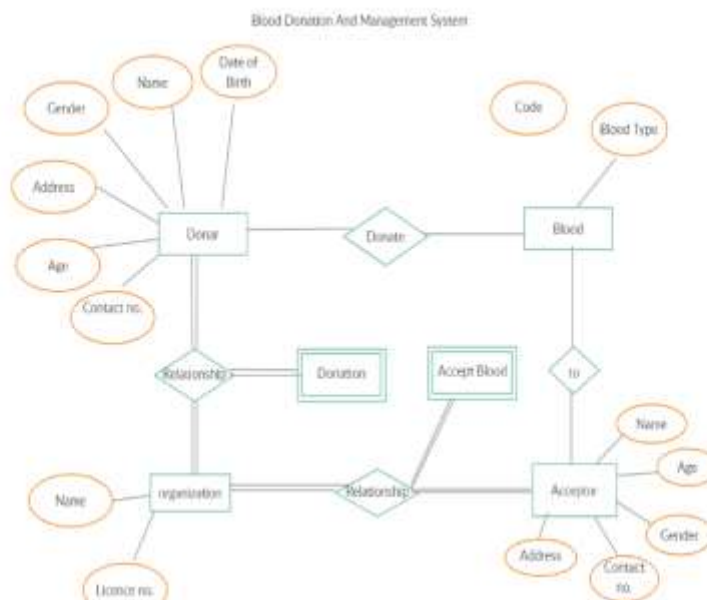 Blood Donation And Management System
Date of
Birth
Name
Gender
Code
Blood Type
Address
Donar
Donate
Blood
Age
Contact no.
Relationship
Donation
Accept Blood
to
Name
Age
Name
organization
Relationship
Acceptor
Gender
Address
Contact
no.
Licence no.